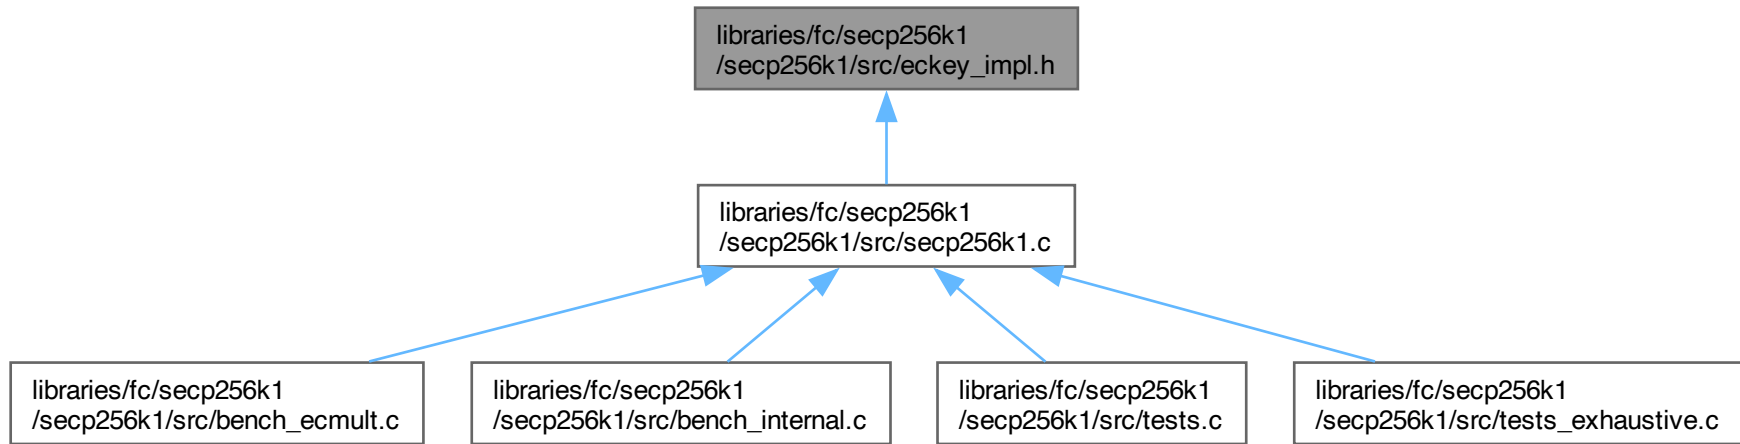 libraries/fc/secp256k1
/secp256k1/src/eckey_impl.h
libraries/fc/secp256k1
/secp256k1/src/secp256k1.c
libraries/fc/secp256k1
/secp256k1/src/bench_ecmult.c
libraries/fc/secp256k1
/secp256k1/src/bench_internal.c
libraries/fc/secp256k1
/secp256k1/src/tests.c
libraries/fc/secp256k1
/secp256k1/src/tests_exhaustive.c